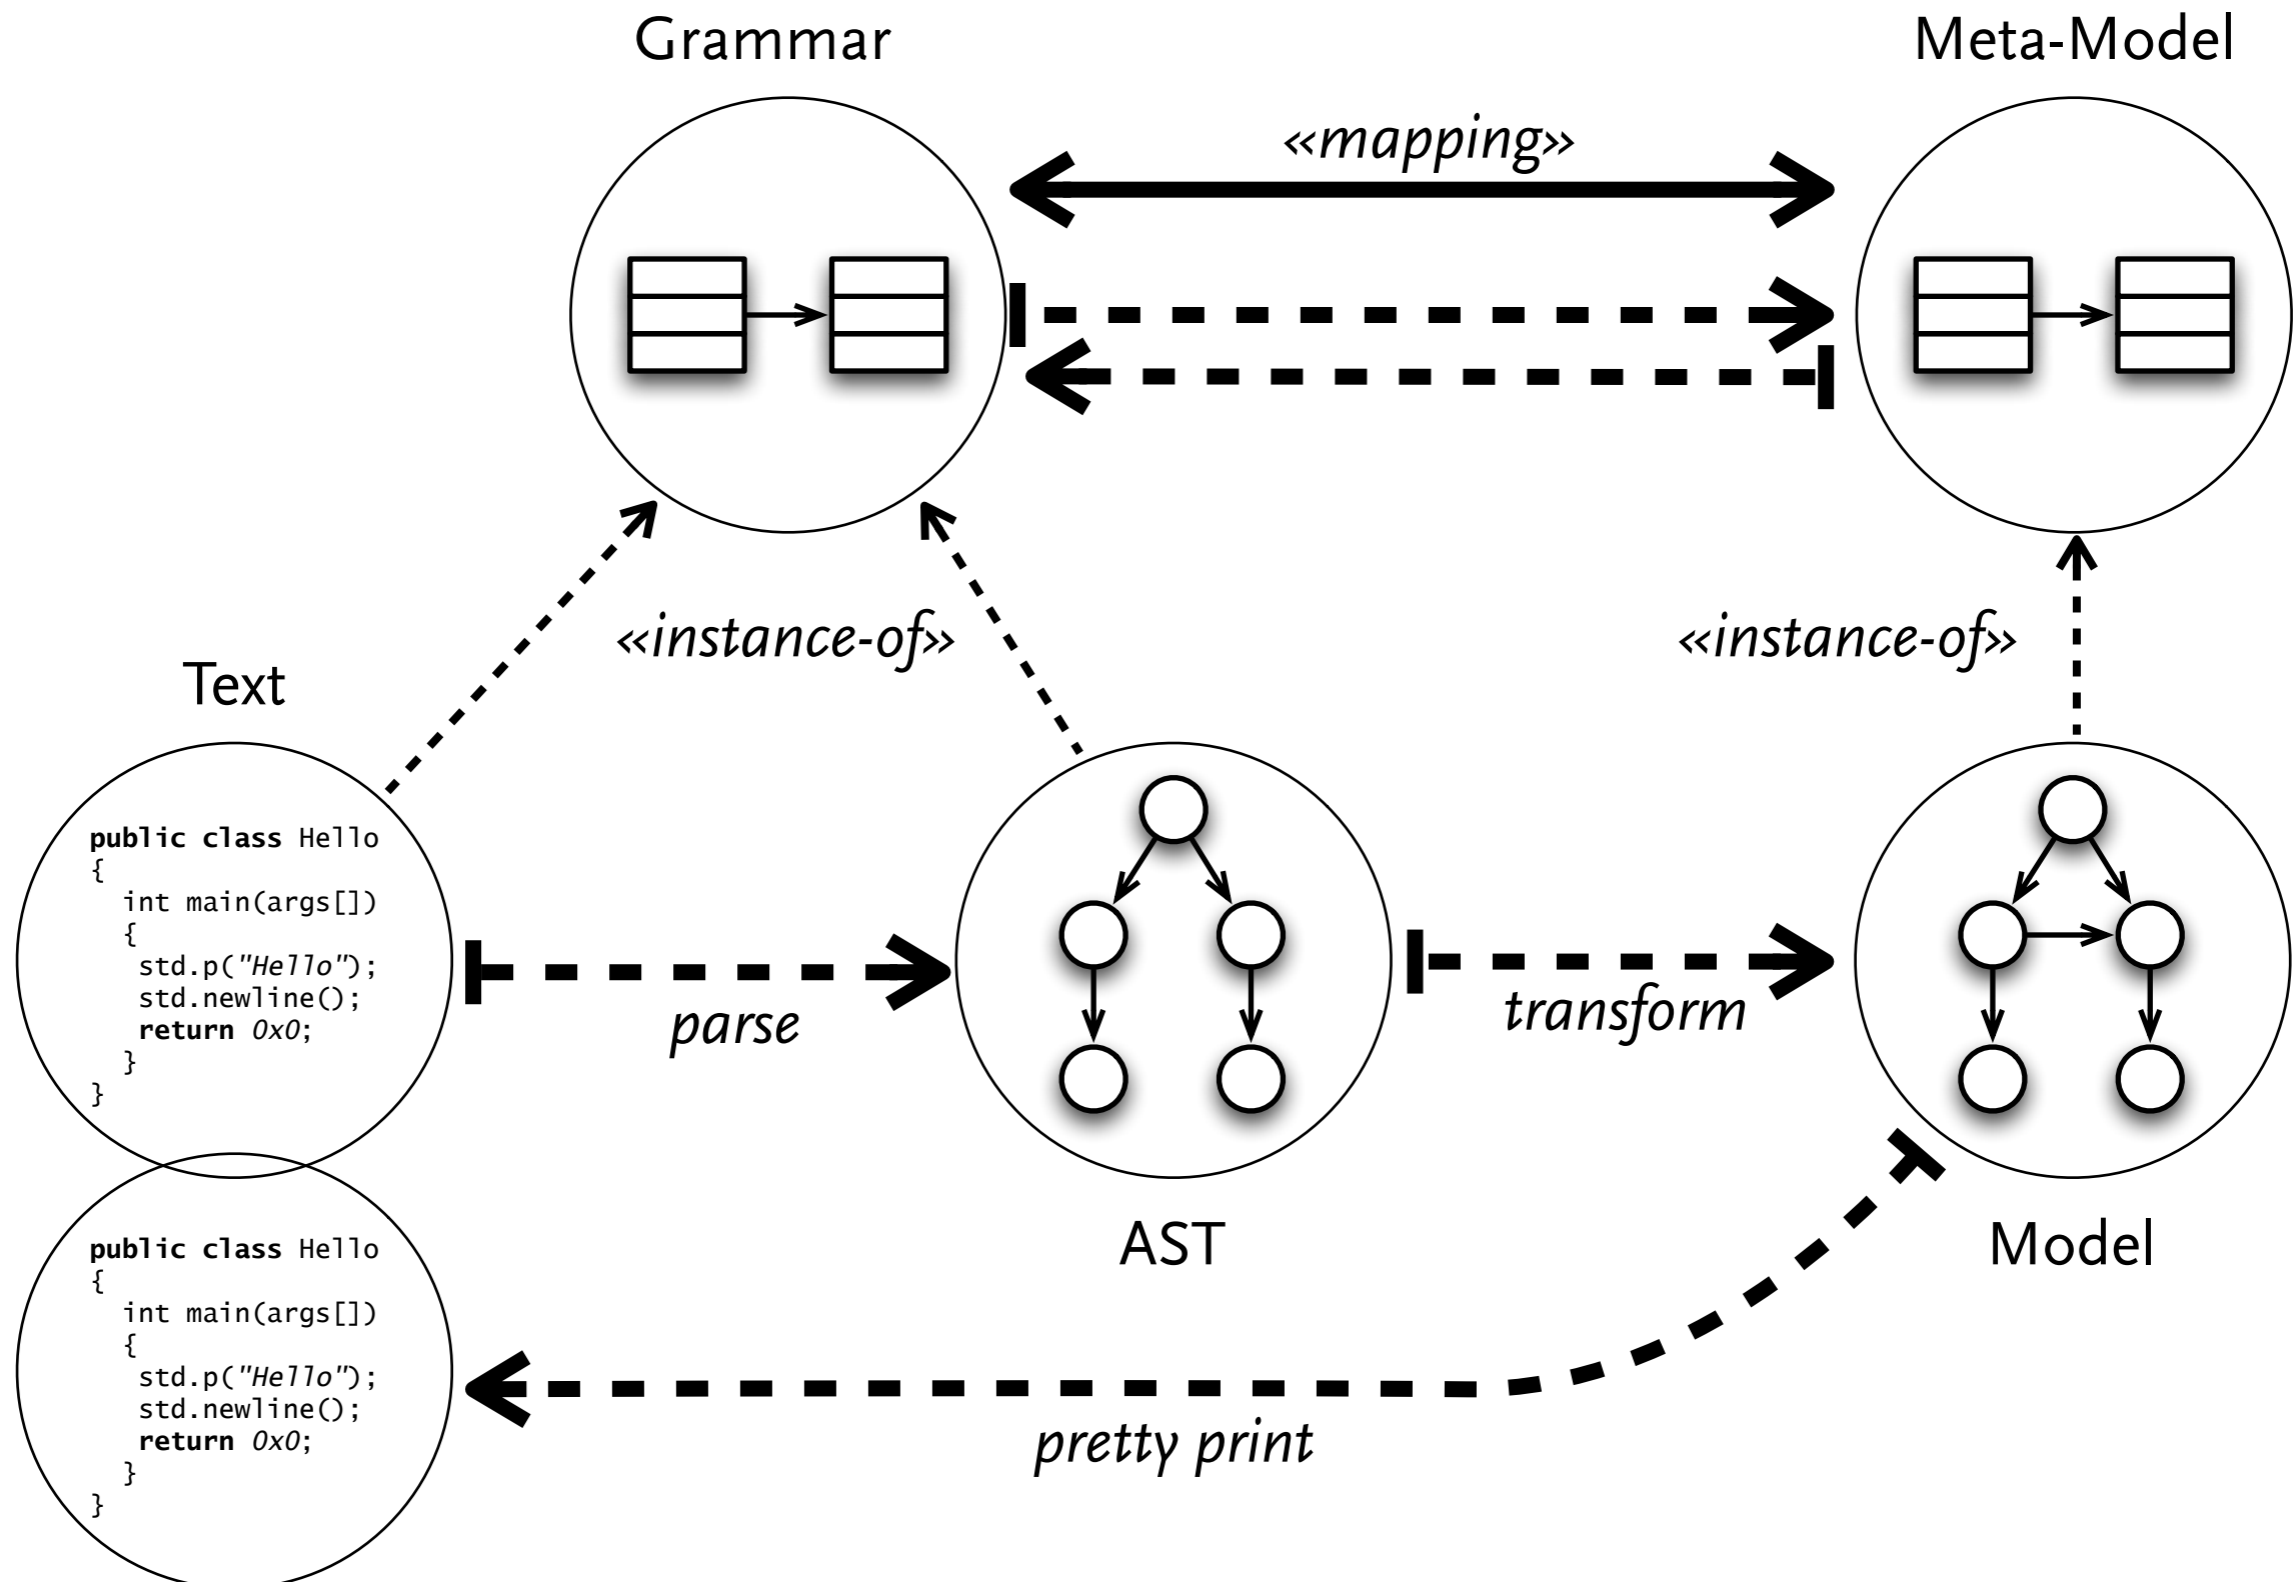 Grammar
Meta-Model
«mapping»
«instance-of»
«instance-of»
Text
public class Hello
{
int main(args[])
{
std.p("Hello");
std.newline();
return 0x0;
}
}
parse
transform
AST
Model
public class Hello
{
int main(args[])
{
std.p("Hello");
std.newline();
return 0x0;
}
}
pretty print